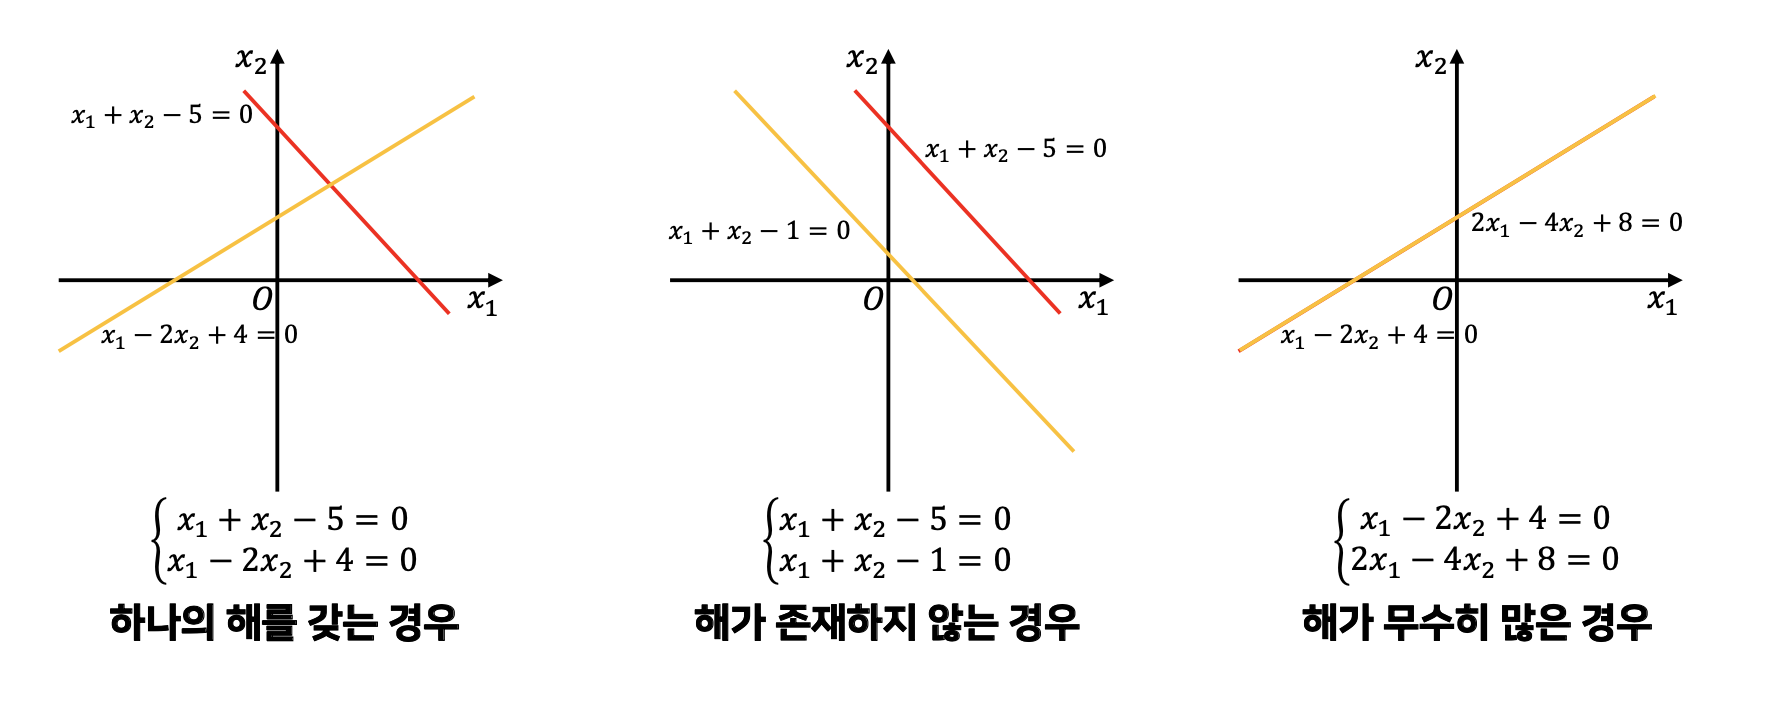 x₂
x₁ + x₂ − 5 = 0
O
x₁
x₁ − 2x₂ + 4 = 0
x₁ + x₂ − 5 = 0
x₁ − 2x₂ + 4 = 0
하나의 해를 갖는 경우
x₂
x₁ + x₂ − 5 = 0
x₁ + x₂ − 1 = 0
O
x₁
x₁ + x₂ − 5 = 0
x₁ + x₂ − 1 = 0
해가 존재하지 않는 경우
x₂
2x₁ − 4x₂ + 8 = 0
O
x₁
x₁ − 2x₂ + 4 = 0
x₁ − 2x₂ + 4 = 0
2x₁ − 4x₂ + 8 = 0
해가 무수히 많은 경우